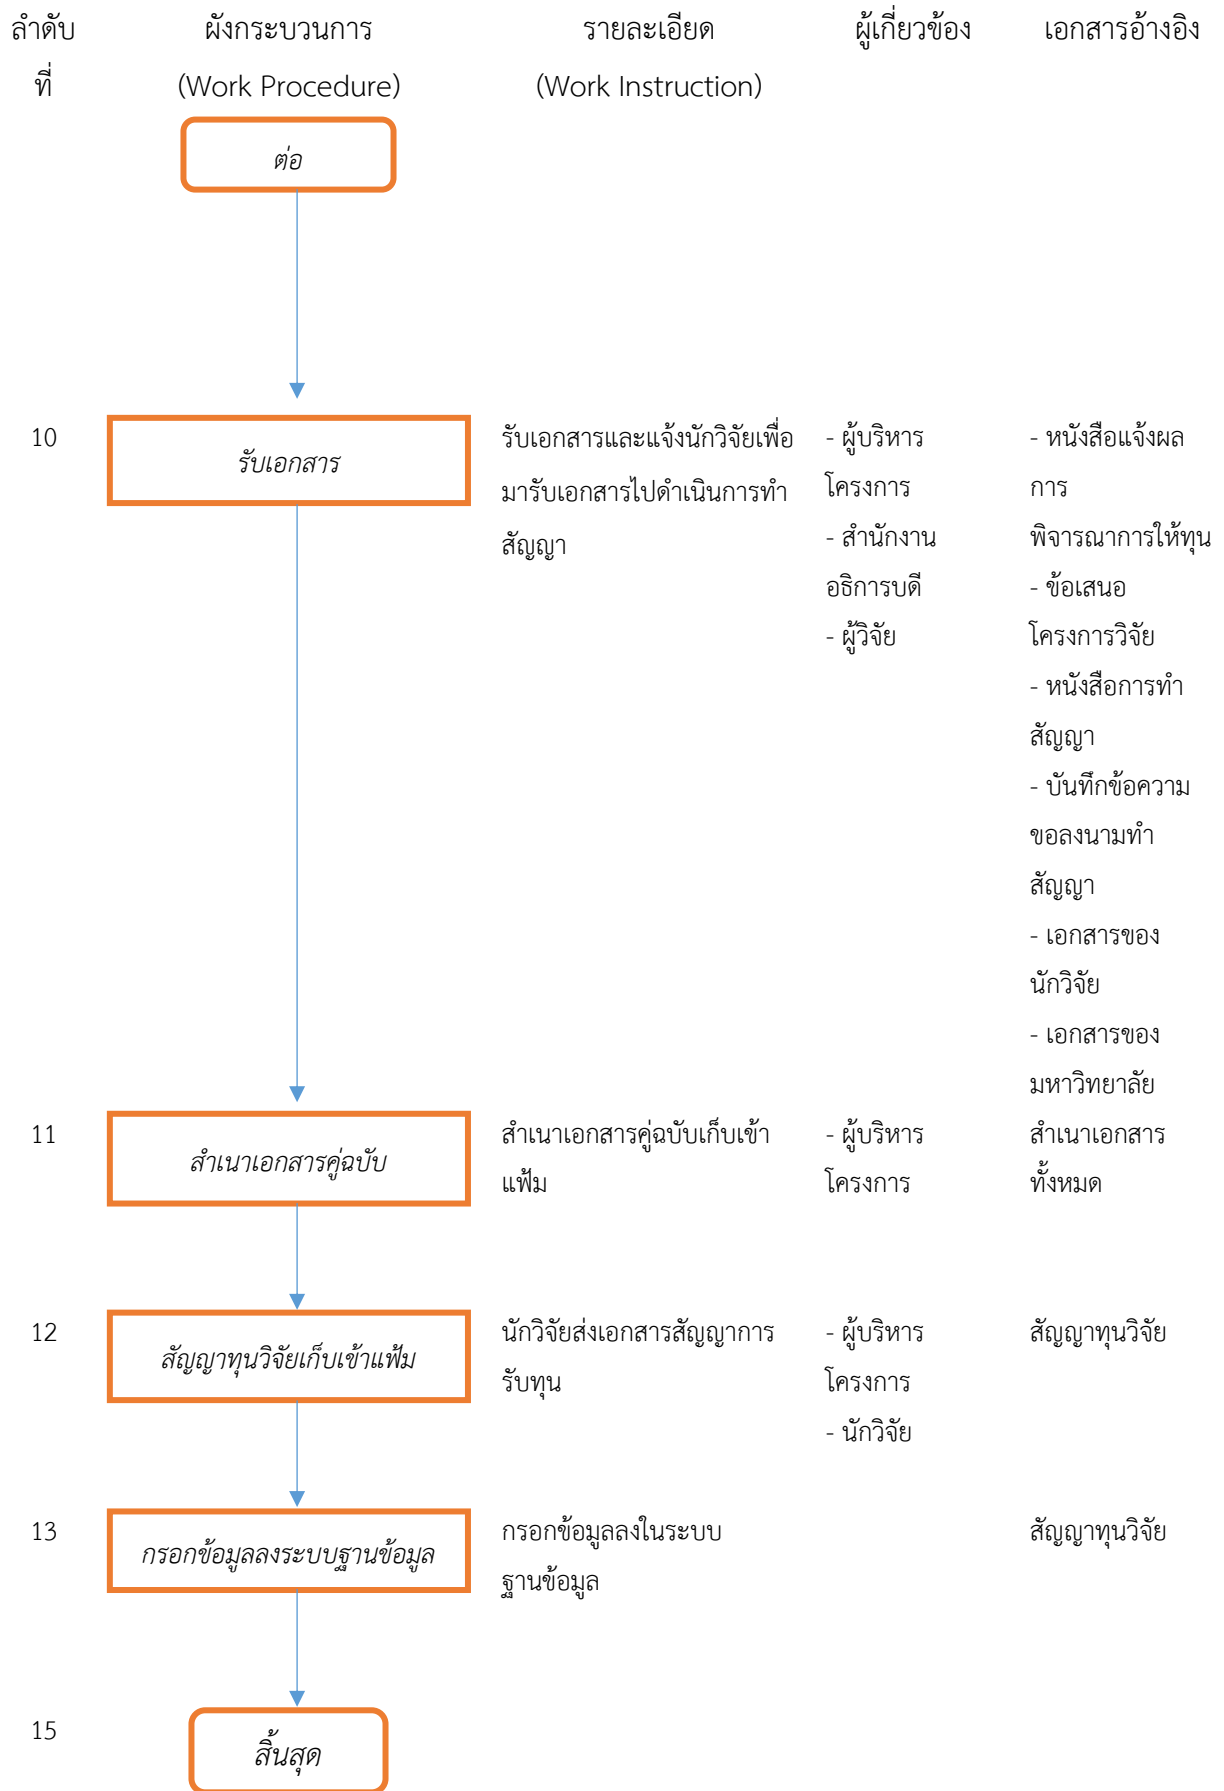 ลำดับ
ที่
ผังกระบวนการ
(Work Procedure)
รายละเอียด
(Work Instruction)
ผู้เกี่ยวข้อง
เอกสารอ้างอิง
ต่อ
10
รับเอกสาร
รับเอกสารและแจ้งนักวิจัยเพื่อ
มารับเอกสารไปดำเนินการทำ
สัญญา
- ผู้บริหาร
โครงการ
- สำนักงาน
อธิการบดี
- ผู้วิจัย
- หนังสือแจ้งผล
การ
พิจารณาการให้ทุน
- ข้อเสนอ
โครงการวิจัย
- หนังสือการทำ
สัญญา
- บันทึกข้อความ
ขอลงนามทำ
สัญญา
- เอกสารของ
นักวิจัย
- เอกสารของ
มหาวิทยาลัย
11
สำเนาเอกสารคู่ฉบับ
สำเนาเอกสารคู่ฉบับเก็บเข้า
แฟ้ม
- ผู้บริหาร
โครงการ
สำเนาเอกสาร
ทั้งหมด
12
สัญญาทุนวิจัยเก็บเข้าแฟ้ม
นักวิจัยส่งเอกสารสัญญาการ
รับทุน
- ผู้บริหาร
โครงการ
- นักวิจัย
สัญญาทุนวิจัย
13
กรอกข้อมูลลงระบบฐานข้อมูล
กรอกข้อมูลลงในระบบ
ฐานข้อมูล
สัญญาทุนวิจัย
15
สิ้นสุด